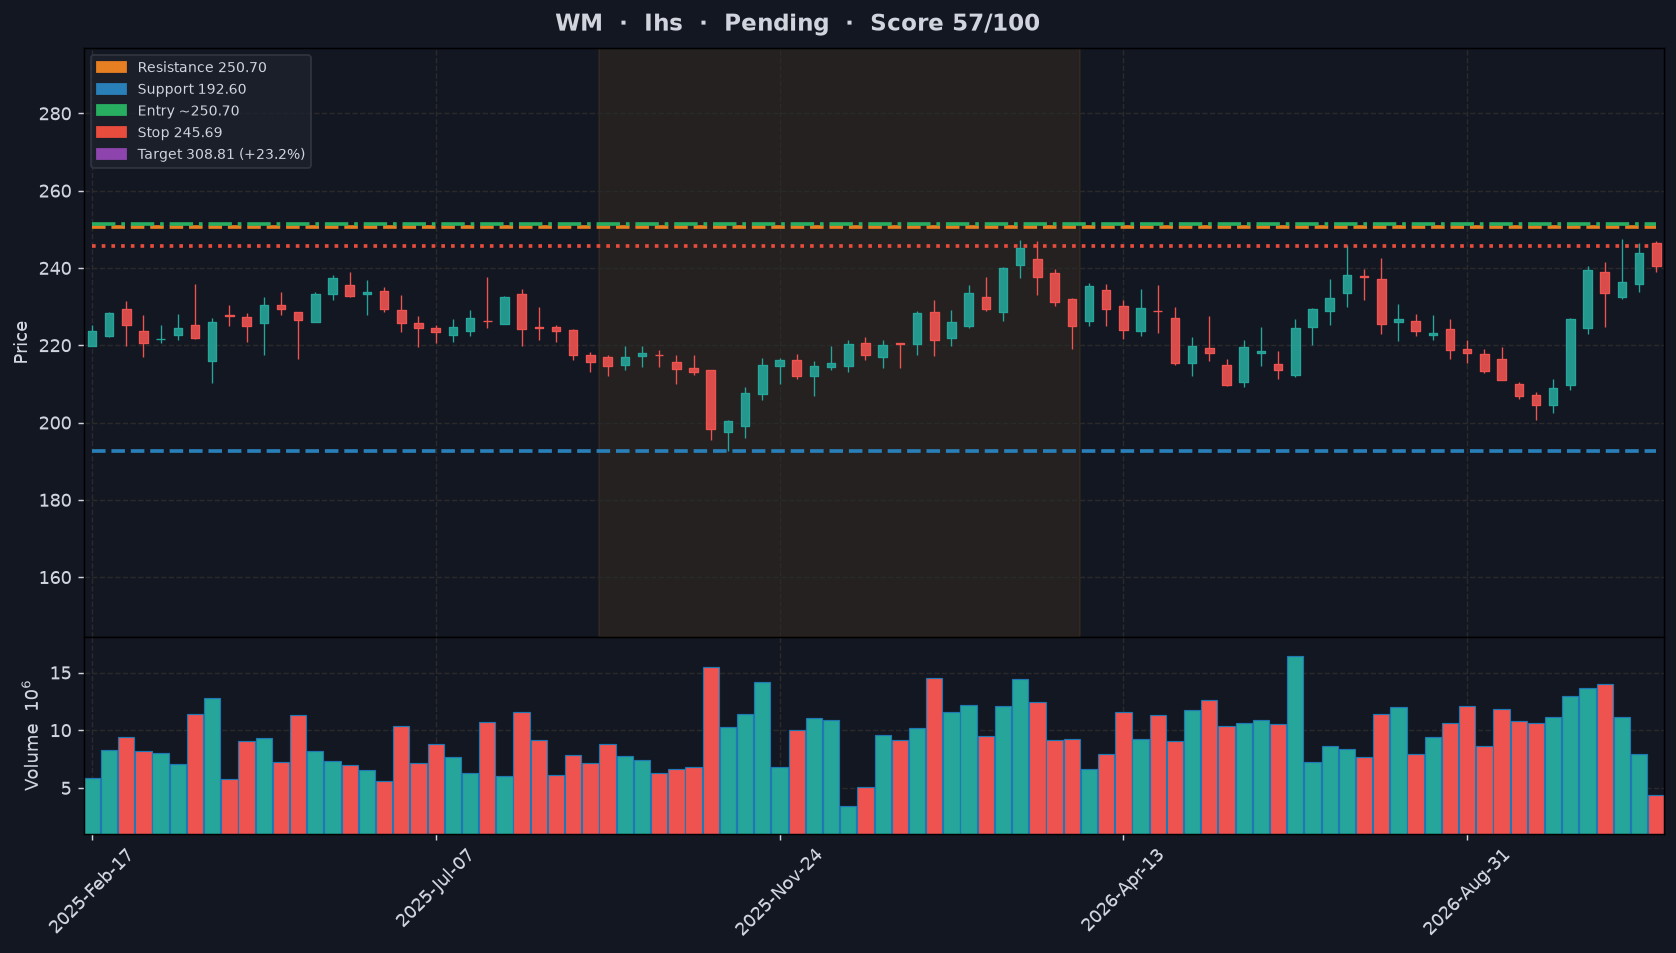 WM · Ihs · Pending · Score 57/100
Resistance 250.70
Support 192.60
Entry ~250.70
Stop 245.69
Target 308.81 (+23.2%)
280
260
240
220
200
180
160
Price
15
10
5
Volume 10⁶
2025-Feb-17
2025-Jul-07
2025-Nov-24
2026-Apr-13
2026-Aug-31